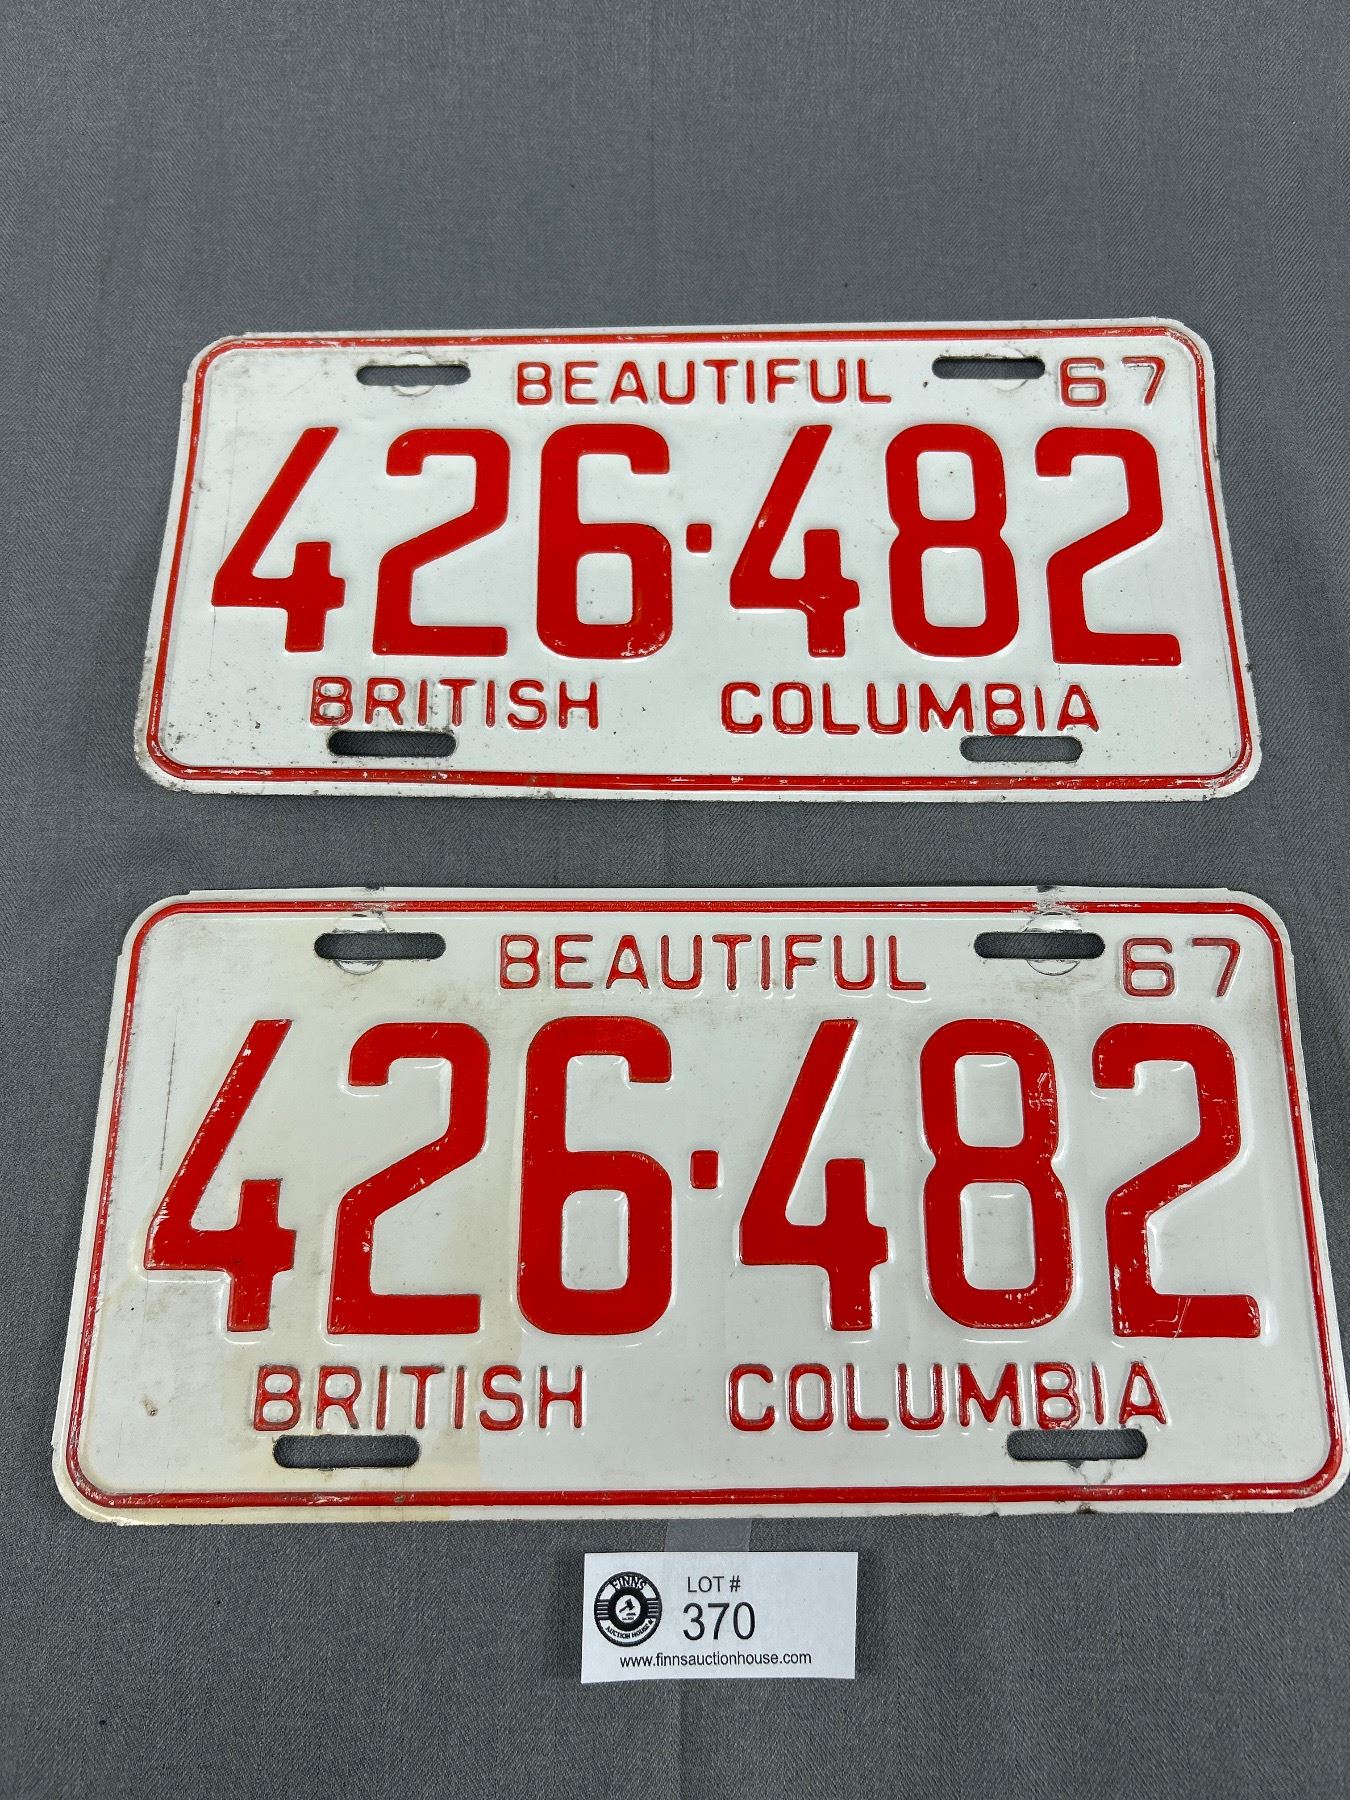 BEAUTIFUL 67
426·482
BRITISH COLUMBIA
BEAUTIFUL 67
426·482
BRITISH COLUMBIA
FINNS
AUCTION HOUSE
LOT #
370
www.finnsauctionhouse.com